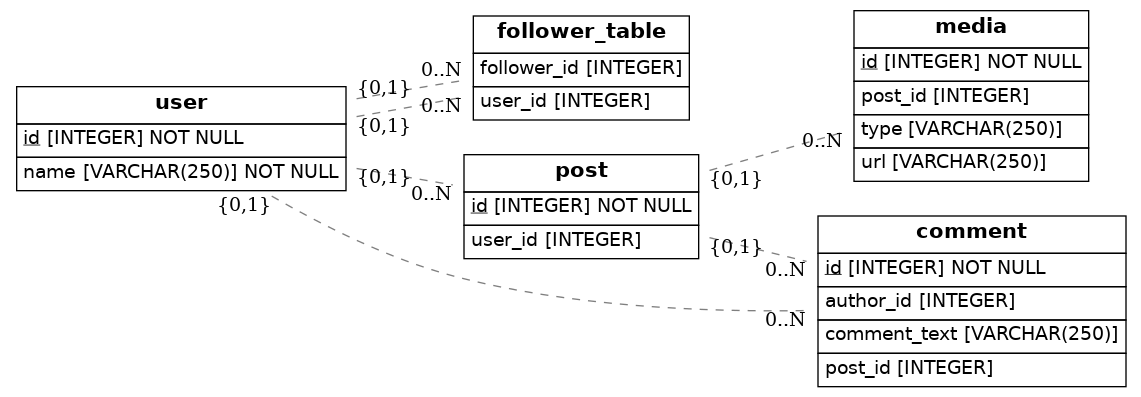 user
id [INTEGER] NOT NULL
name [VARCHAR(250)] NOT NULL
{0,1}
0..N
{0,1}
0..N
{0,1}
0..N
{0,1}
0..N
follower_table
follower_id [INTEGER]
user_id [INTEGER]
post
id [INTEGER] NOT NULL
user_id [INTEGER]
{0,1}
0..N
{0,1}
0..N
media
id [INTEGER] NOT NULL
post_id [INTEGER]
type [VARCHAR(250)]
url [VARCHAR(250)]
comment
id [INTEGER] NOT NULL
author_id [INTEGER]
comment_text [VARCHAR(250)]
post_id [INTEGER]